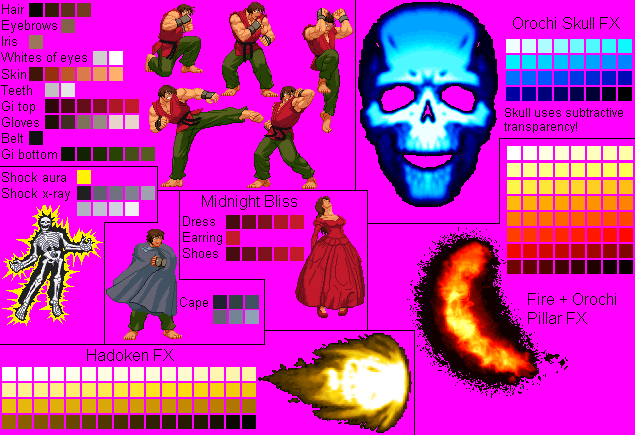 Hair
Eyebrows
Iris
Whites of eyes
Skin
Teeth
Gi top
Gloves
Belt
Gi bottom
Shock aura
Shock x-ray
Midnight Bliss
Dress
Earring
Shoes
Cape
Orochi Skull FX
Skull uses subtractive
transparency!
Fire + Orochi
Pillar FX
Hadoken FX